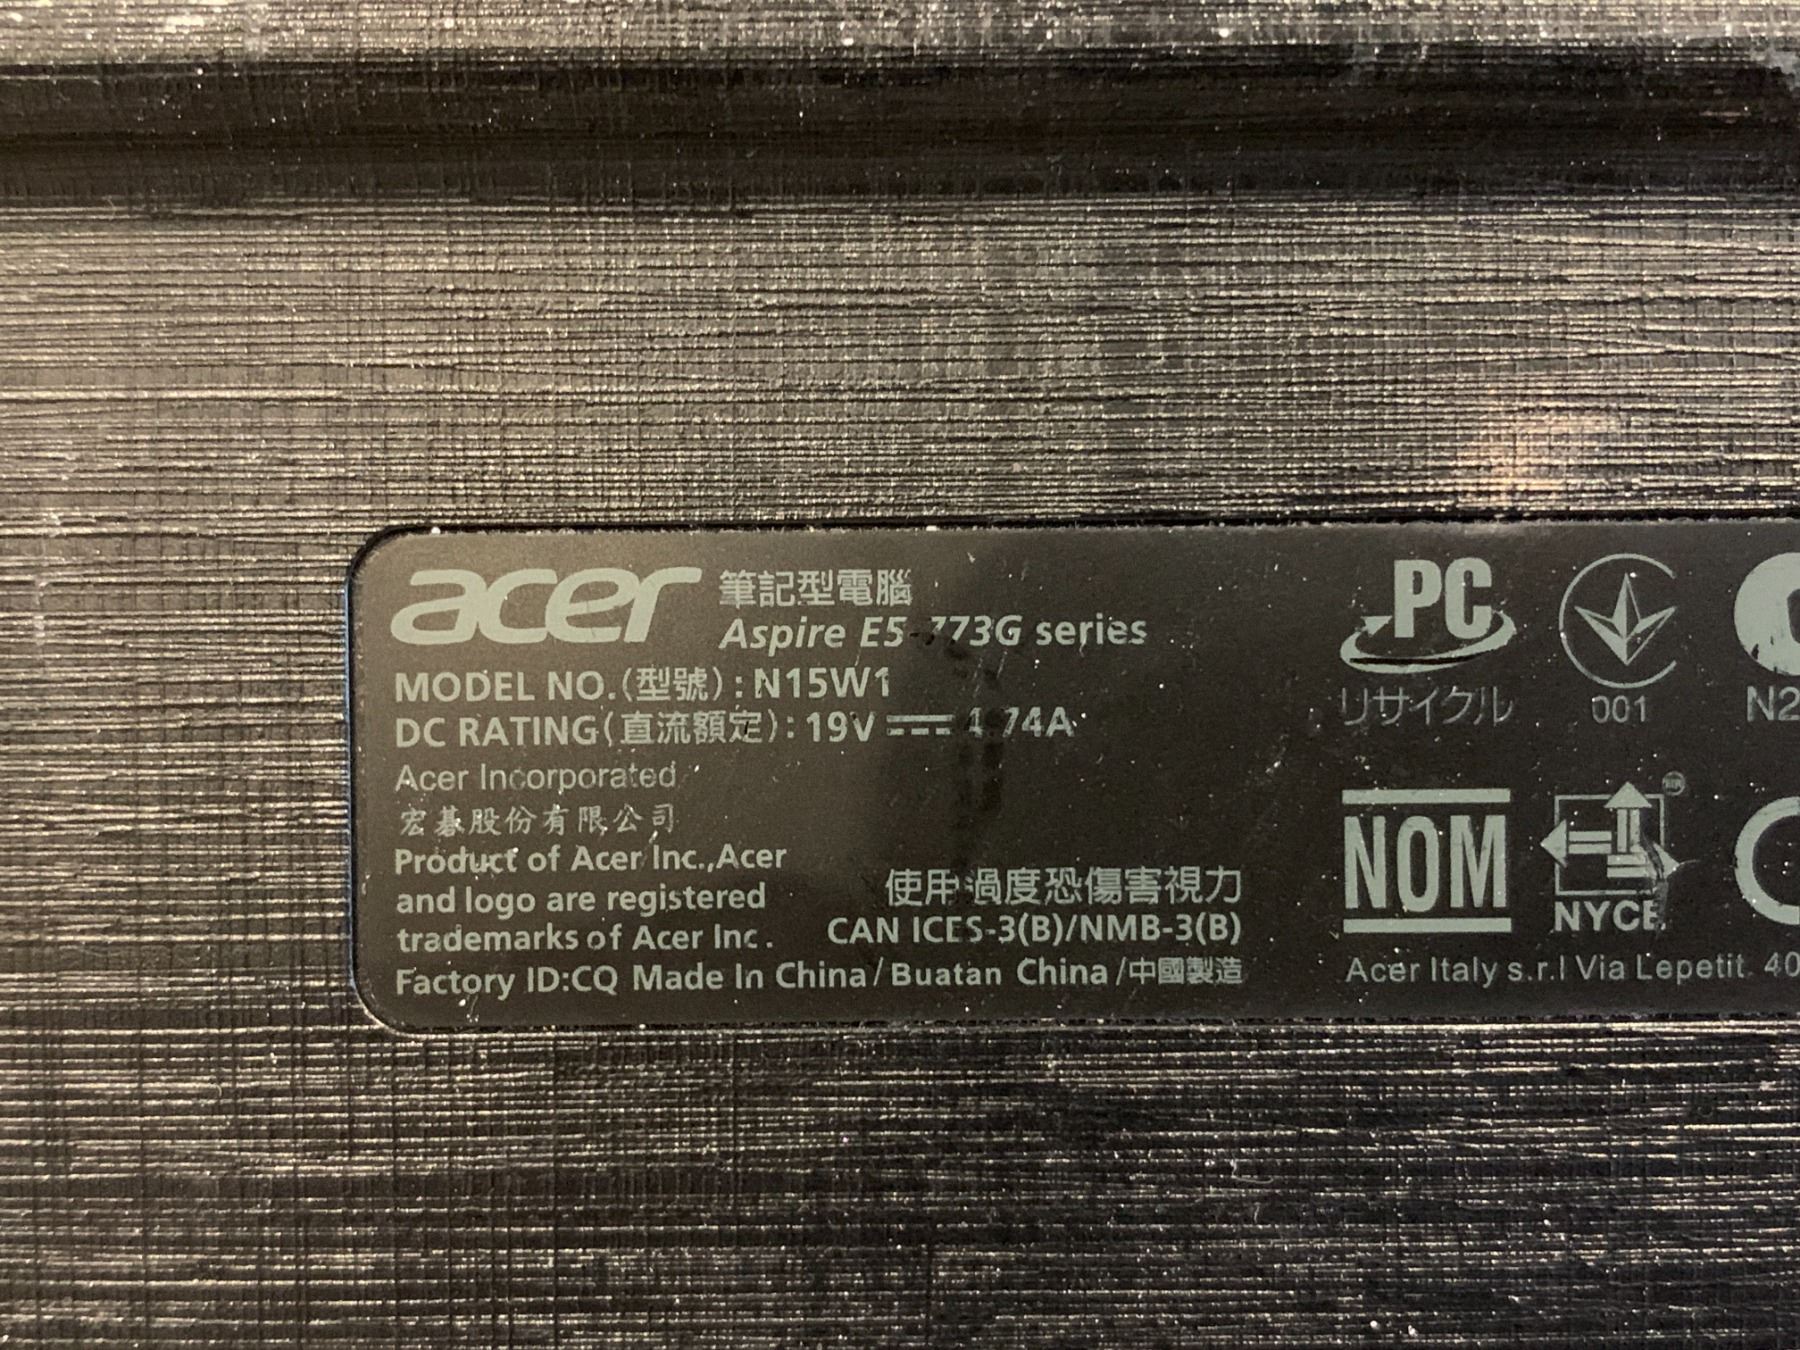 acer 筆記型電腦
Aspire E5-773G series
MODEL NO.(型號):N15W1
DC RATING(直流額定):19V 4.74A
Acer Incorporated
宏碁股份有限公司
Product of Acer Inc.,Acer
and logo are registered
trademarks of Acer Inc.
使用過度恐傷害視力
CAN ICES-3(B)/NMB-3(B)
Factory ID:CQ Made In China/Buatan China/中國製造
PC
リサイクル
001
N2
NOM
NYCE
Acer Italy s.r.l Via Lepetit. 40